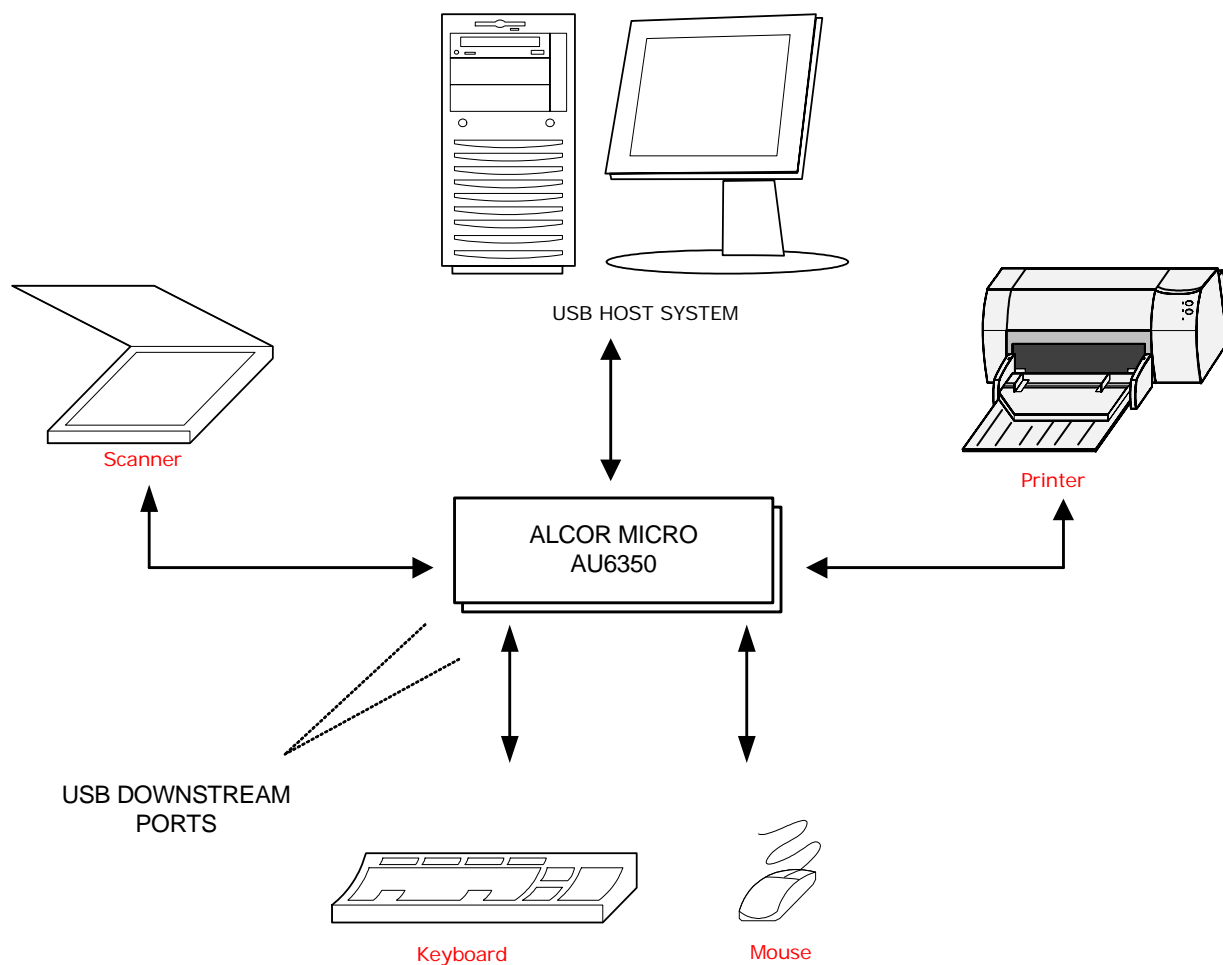 USB HOST SYSTEM
Scanner
Printer
ALCOR MICRO
AU6350
USB DOWNSTREAM
PORTS
Keyboard
Mouse